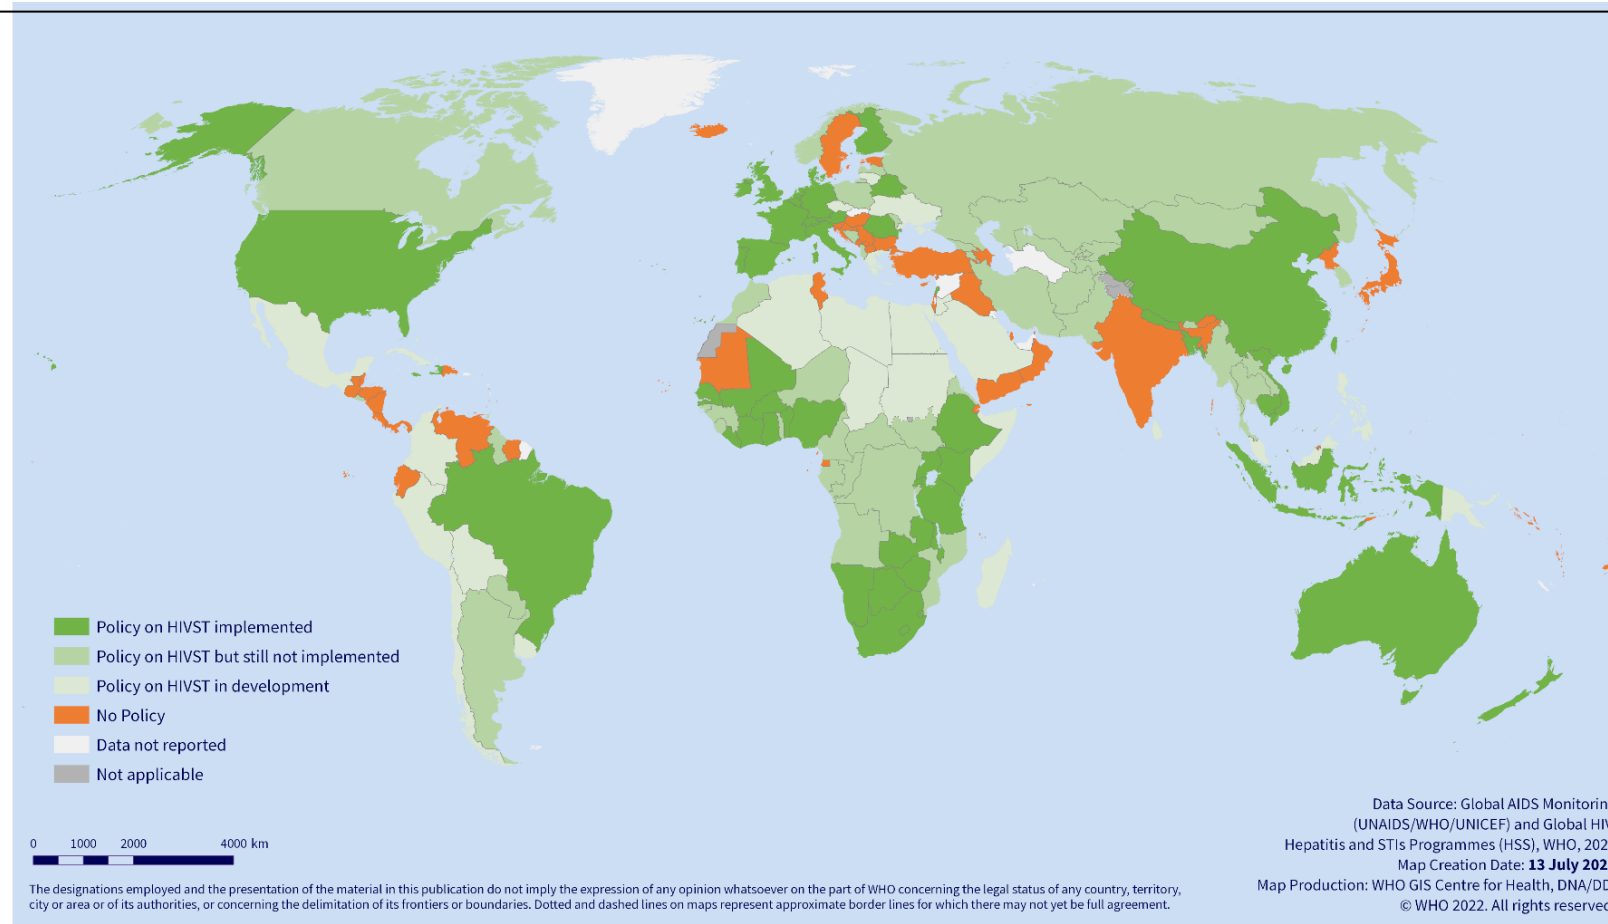 Policy on HIVST implemented
Policy on HIVST but still not implemented
Policy on HIVST in development
No Policy
Data not reported
Not applicable
0 1000 2000 4000 km
Data Source: Global AIDS Monitorin
(UNAIDS/WHO/UNICEF) and Global HIV
Hepatitis and STIs Programmes (HSS), WHO, 202
Map Creation Date: 13 July 202
Map Production: WHO GIS Centre for Health, DNA/DD
© WHO 2022. All rights reserved
The designations employed and the presentation of the material in this publication do not imply the expression of any opinion whatsoever on the part of WHO concerning the legal status of any country, territory,
city or area or of its authorities, or concerning the delimitation of its frontiers or boundaries. Dotted and dashed lines on maps represent approximate border lines for which there may not yet be full agreement.